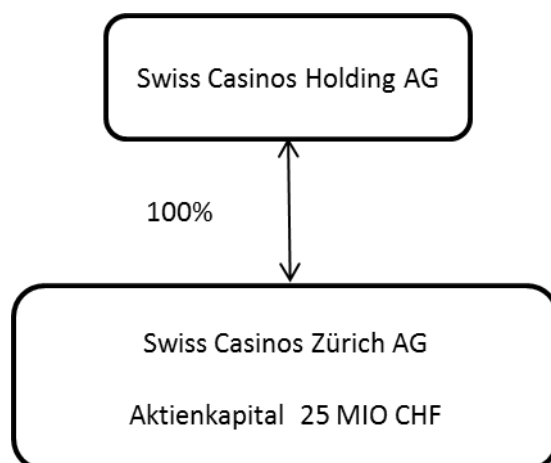 Swiss Casinos Holding AG
100%
Swiss Casinos Zürich AG
Aktienkapital 25 MIO CHF